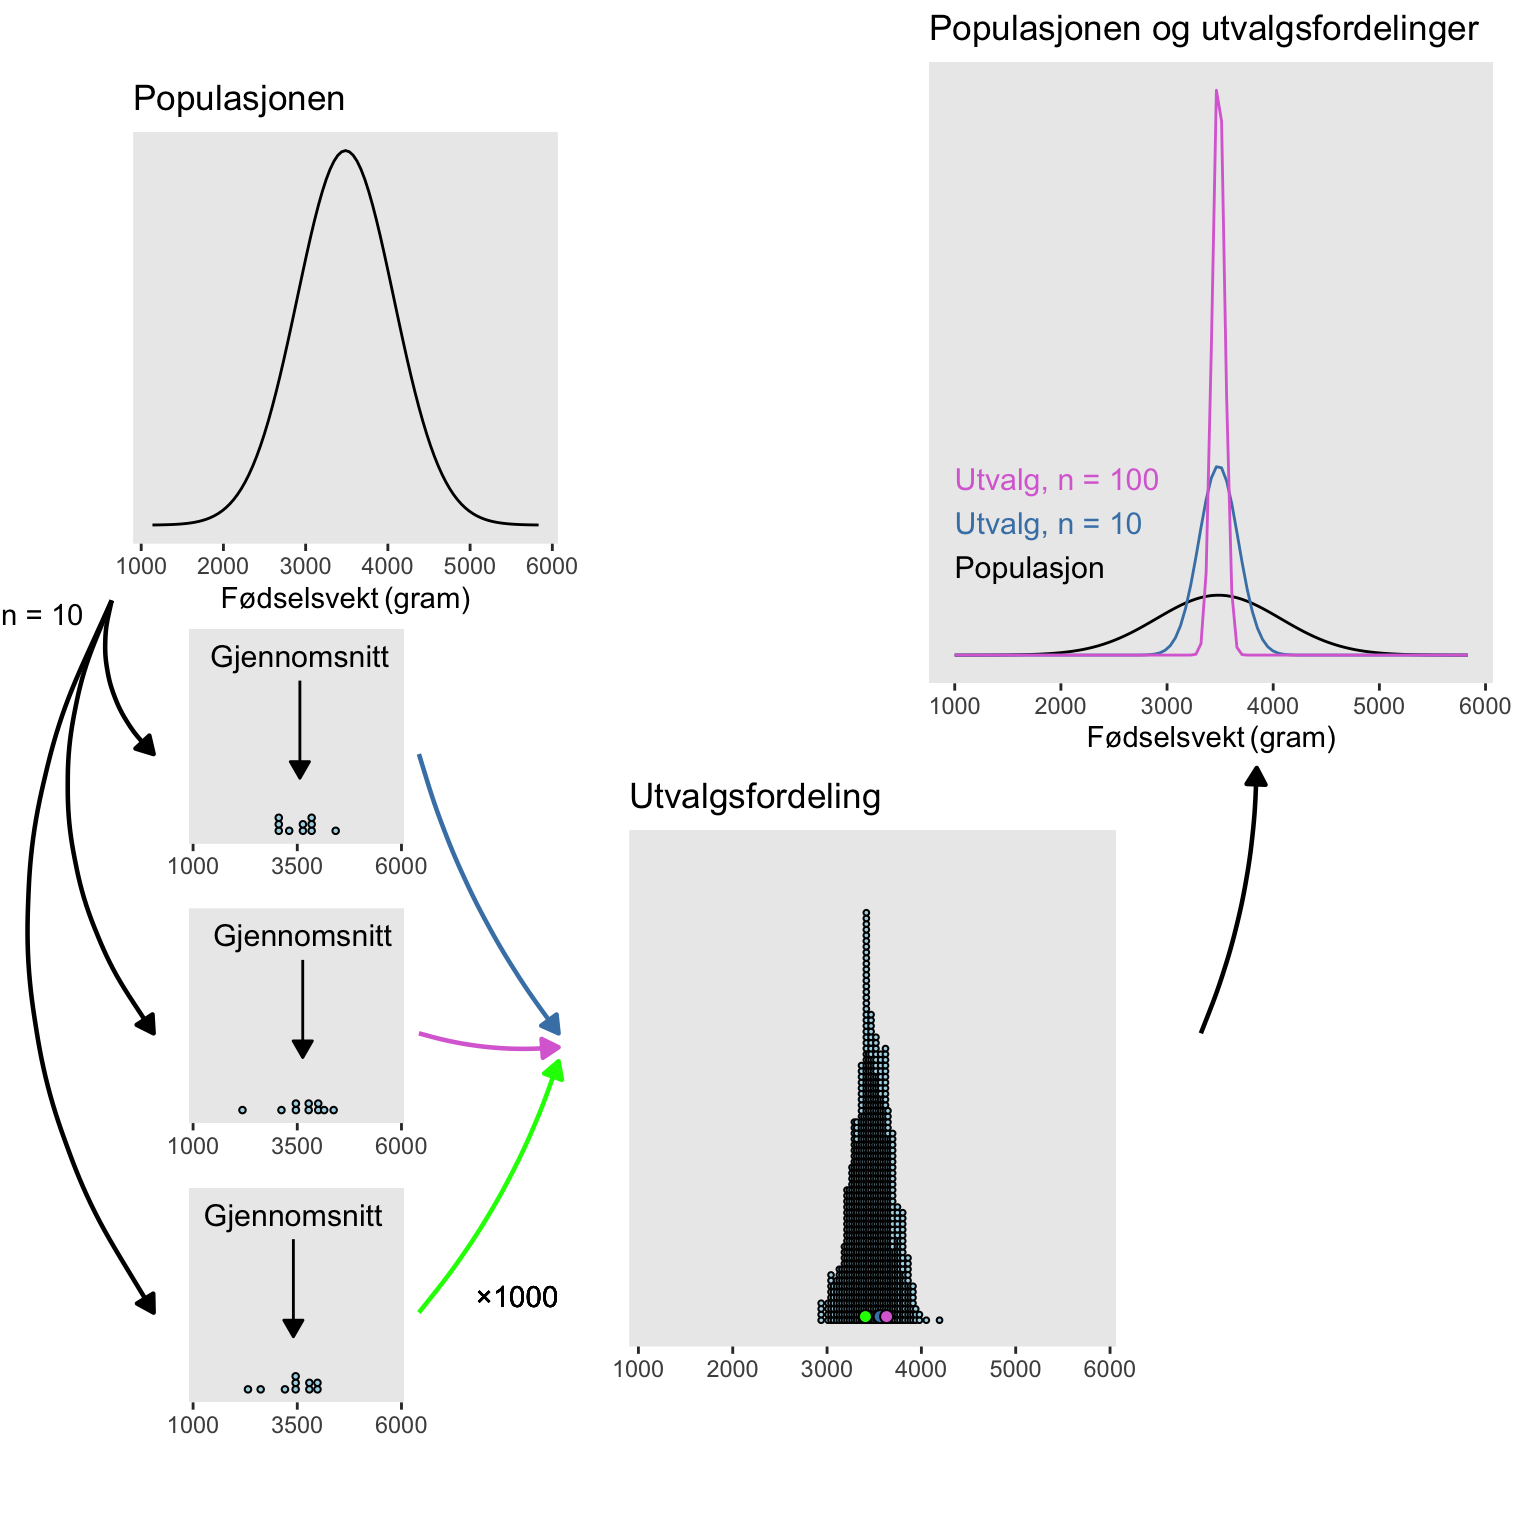 Populasjonen og utvalgsfordelinger
Populasjonen
1000 2000 3000 4000 5000 6000
Fødselsvekt (gram)
n = 10
Gjennomsnitt
1000 3500 6000
Gjennomsnitt
1000 3500 6000
Gjennomsnitt
1000 3500 6000
×1000
Utvalgsfordeling
1000 2000 3000 4000 5000 6000
Utvalg, n = 100
Utvalg, n = 10
Populasjon
1000 2000 3000 4000 5000 6000
Fødselsvekt (gram)